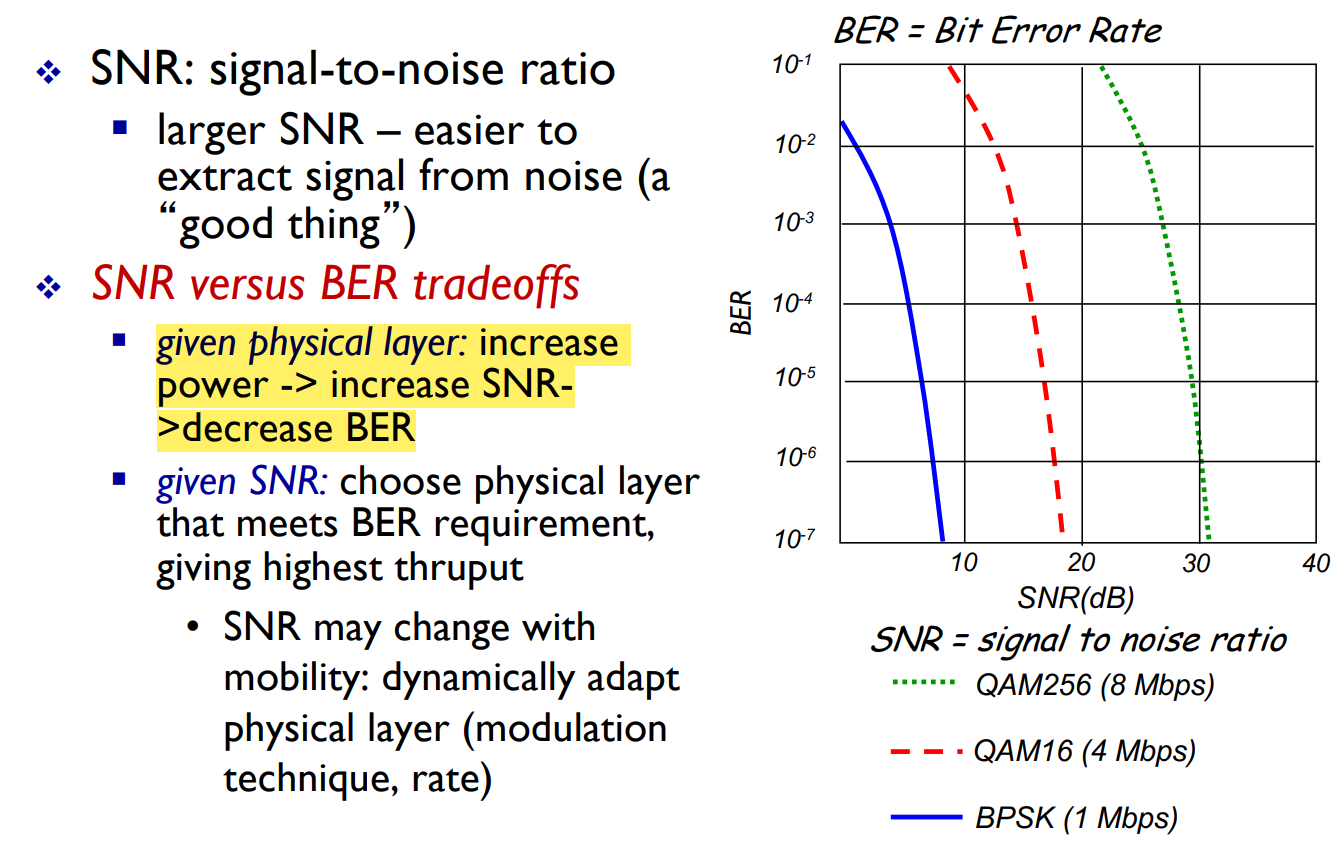 SNR: signal-to-noise ratio
larger SNR – easier to
extract signal from noise (a
“good thing”)
SNR versus BER tradeoffs
given physical layer: increase
power -> increase SNR-
>decrease BER
given SNR: choose physical layer
that meets BER requirement,
giving highest thruput
• SNR may change with
mobility: dynamically adapt
physical layer (modulation
technique, rate)
BER = Bit Error Rate
10-1
10-2
10-3
10-4
10-5
10-6
10-7
BER
10 20 30 40
SNR(dB)
SNR = signal to noise ratio
QAM256 (8 Mbps)
QAM16 (4 Mbps)
BPSK (1 Mbps)